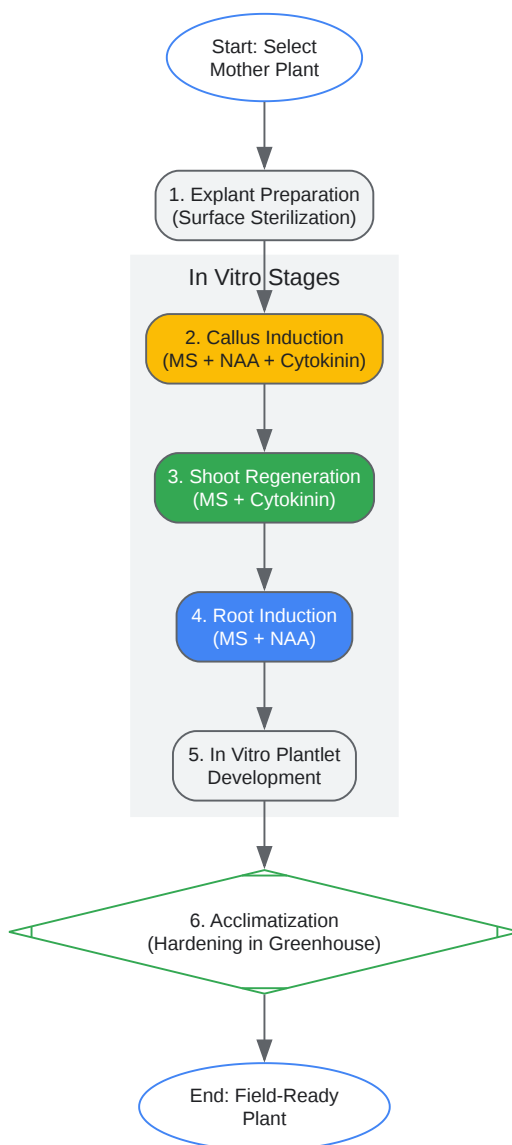 Start: Select
Mother Plant
1. Explant Preparation
(Surface Sterilization)
In Vitro Stages
2. Callus Induction
(MS + NAA + Cytokinin)
3. Shoot Regeneration
(MS + Cytokinin)
4. Root Induction
(MS + NAA)
5. In Vitro Plantlet
Development
6. Acclimatization
(Hardening in Greenhouse)
End: Field-Ready
Plant